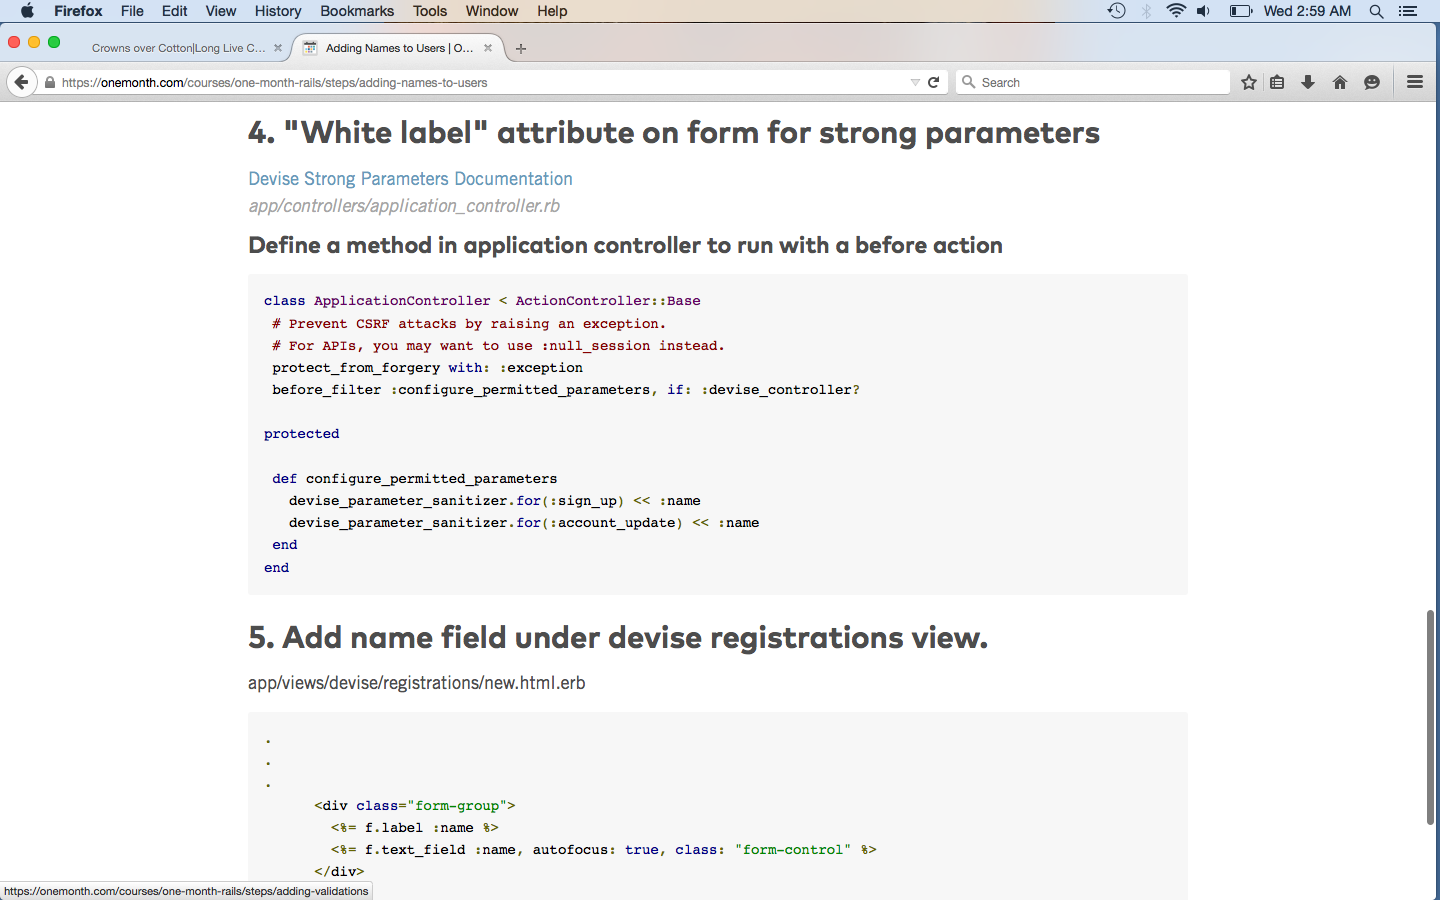 Firefox File Edit View History Bookmarks Tools Window Help Wed 2:59 AM
Crowns over Cotton|Long Live C... Adding Names to Users | O...
https://onemonth.com/courses/one-month-rails/steps/adding-names-to-users Search
4. "White label" attribute on form for strong parameters
Devise Strong Parameters Documentation
app/controllers/application_controller.rb
Define a method in application controller to run with a before action
class ApplicationController < ActionController::Base
# Prevent CSRF attacks by raising an exception.
# For APIs, you may want to use :null_session instead.
protect_from_forgery with: :exception
before_filter :configure_permitted_parameters, if: :devise_controller?
protected
def configure_permitted_parameters
devise_parameter_sanitizer.for(:sign_up) << :name
devise_parameter_sanitizer.for(:account_update) << :name
end
end
5. Add name field under devise registrations view.
app/views/devise/registrations/new.html.erb
.
.
.
<div class="form-group">
<%= f.label :name %>
<%= f.text_field :name, autofocus: true, class: "form-control" %>
</div>
https://onemonth.com/courses/one-month-rails/steps/adding-validations